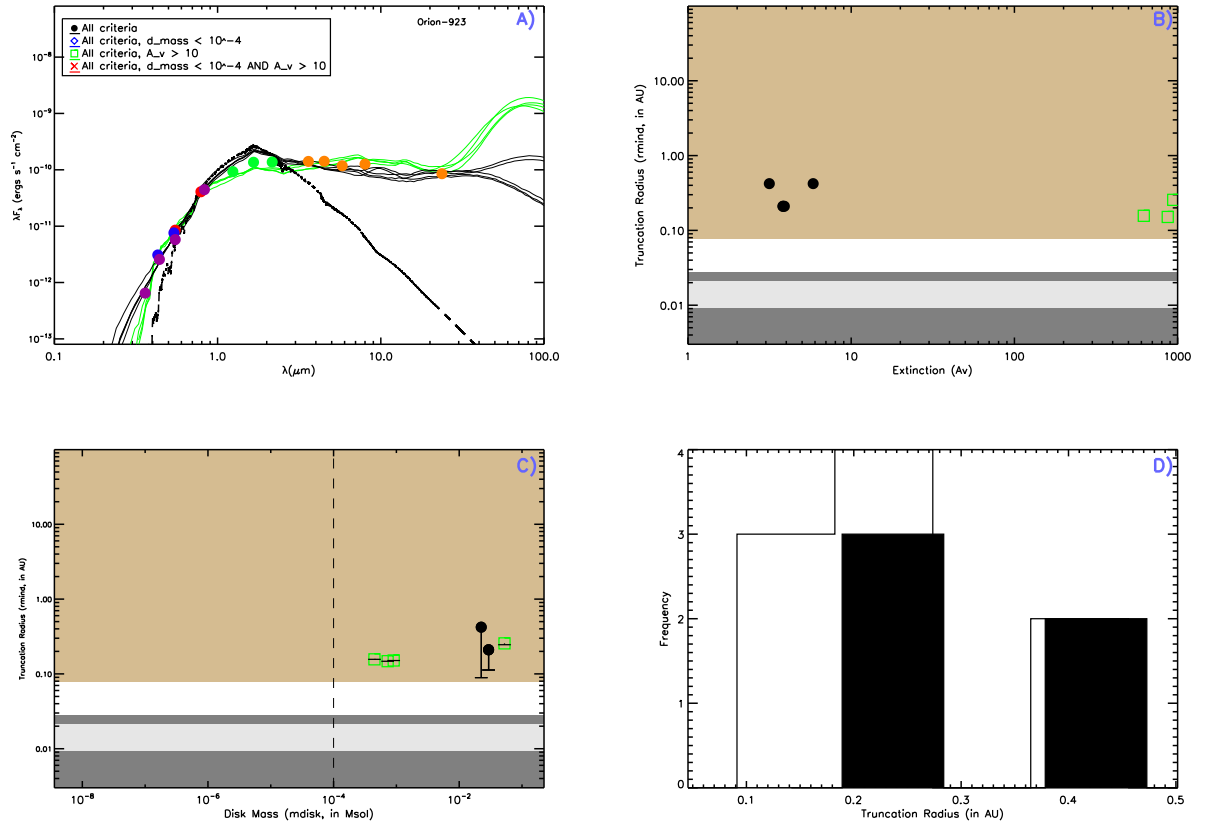 A)
Orion-923
All criteria
All criteria, d_mass < 10^-4
All criteria, A_v > 10
All criteria, d_mass < 10^-4 AND A_v > 10
λFλ (ergs s⁻¹ cm⁻²)
10⁻⁸
10⁻⁹
10⁻¹⁰
10⁻¹¹
10⁻¹²
10⁻¹³
0.1 1.0 10.0 100.0
λ(μm)
B)
Truncation Radius (rmind, in AU)
10.00
1.00
0.10
0.01
1 10 100 1000
Extinction (Av)
C)
Truncation Radius (rmind, in AU)
10.00
1.00
0.10
0.01
10⁻⁸ 10⁻⁶ 10⁻⁴ 10⁻²
Disk Mass (mdisk, in Msol)
D)
Frequency
4
3
2
1
0
0.1 0.2 0.3 0.4 0.5
Truncation Radius (in AU)